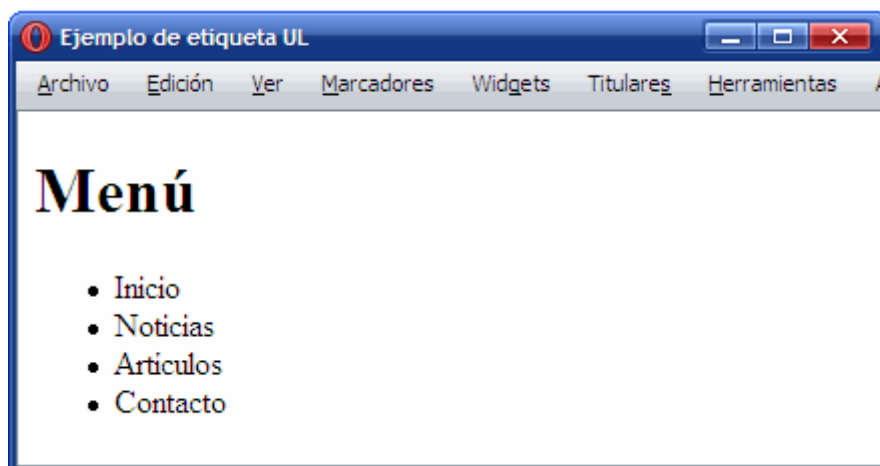 Ejemplo de etiqueta UL
Archivo Edición Ver Marcadores Widgets Titulares Herramientas
Menú
Inicio
Noticias
Artículos
Contacto